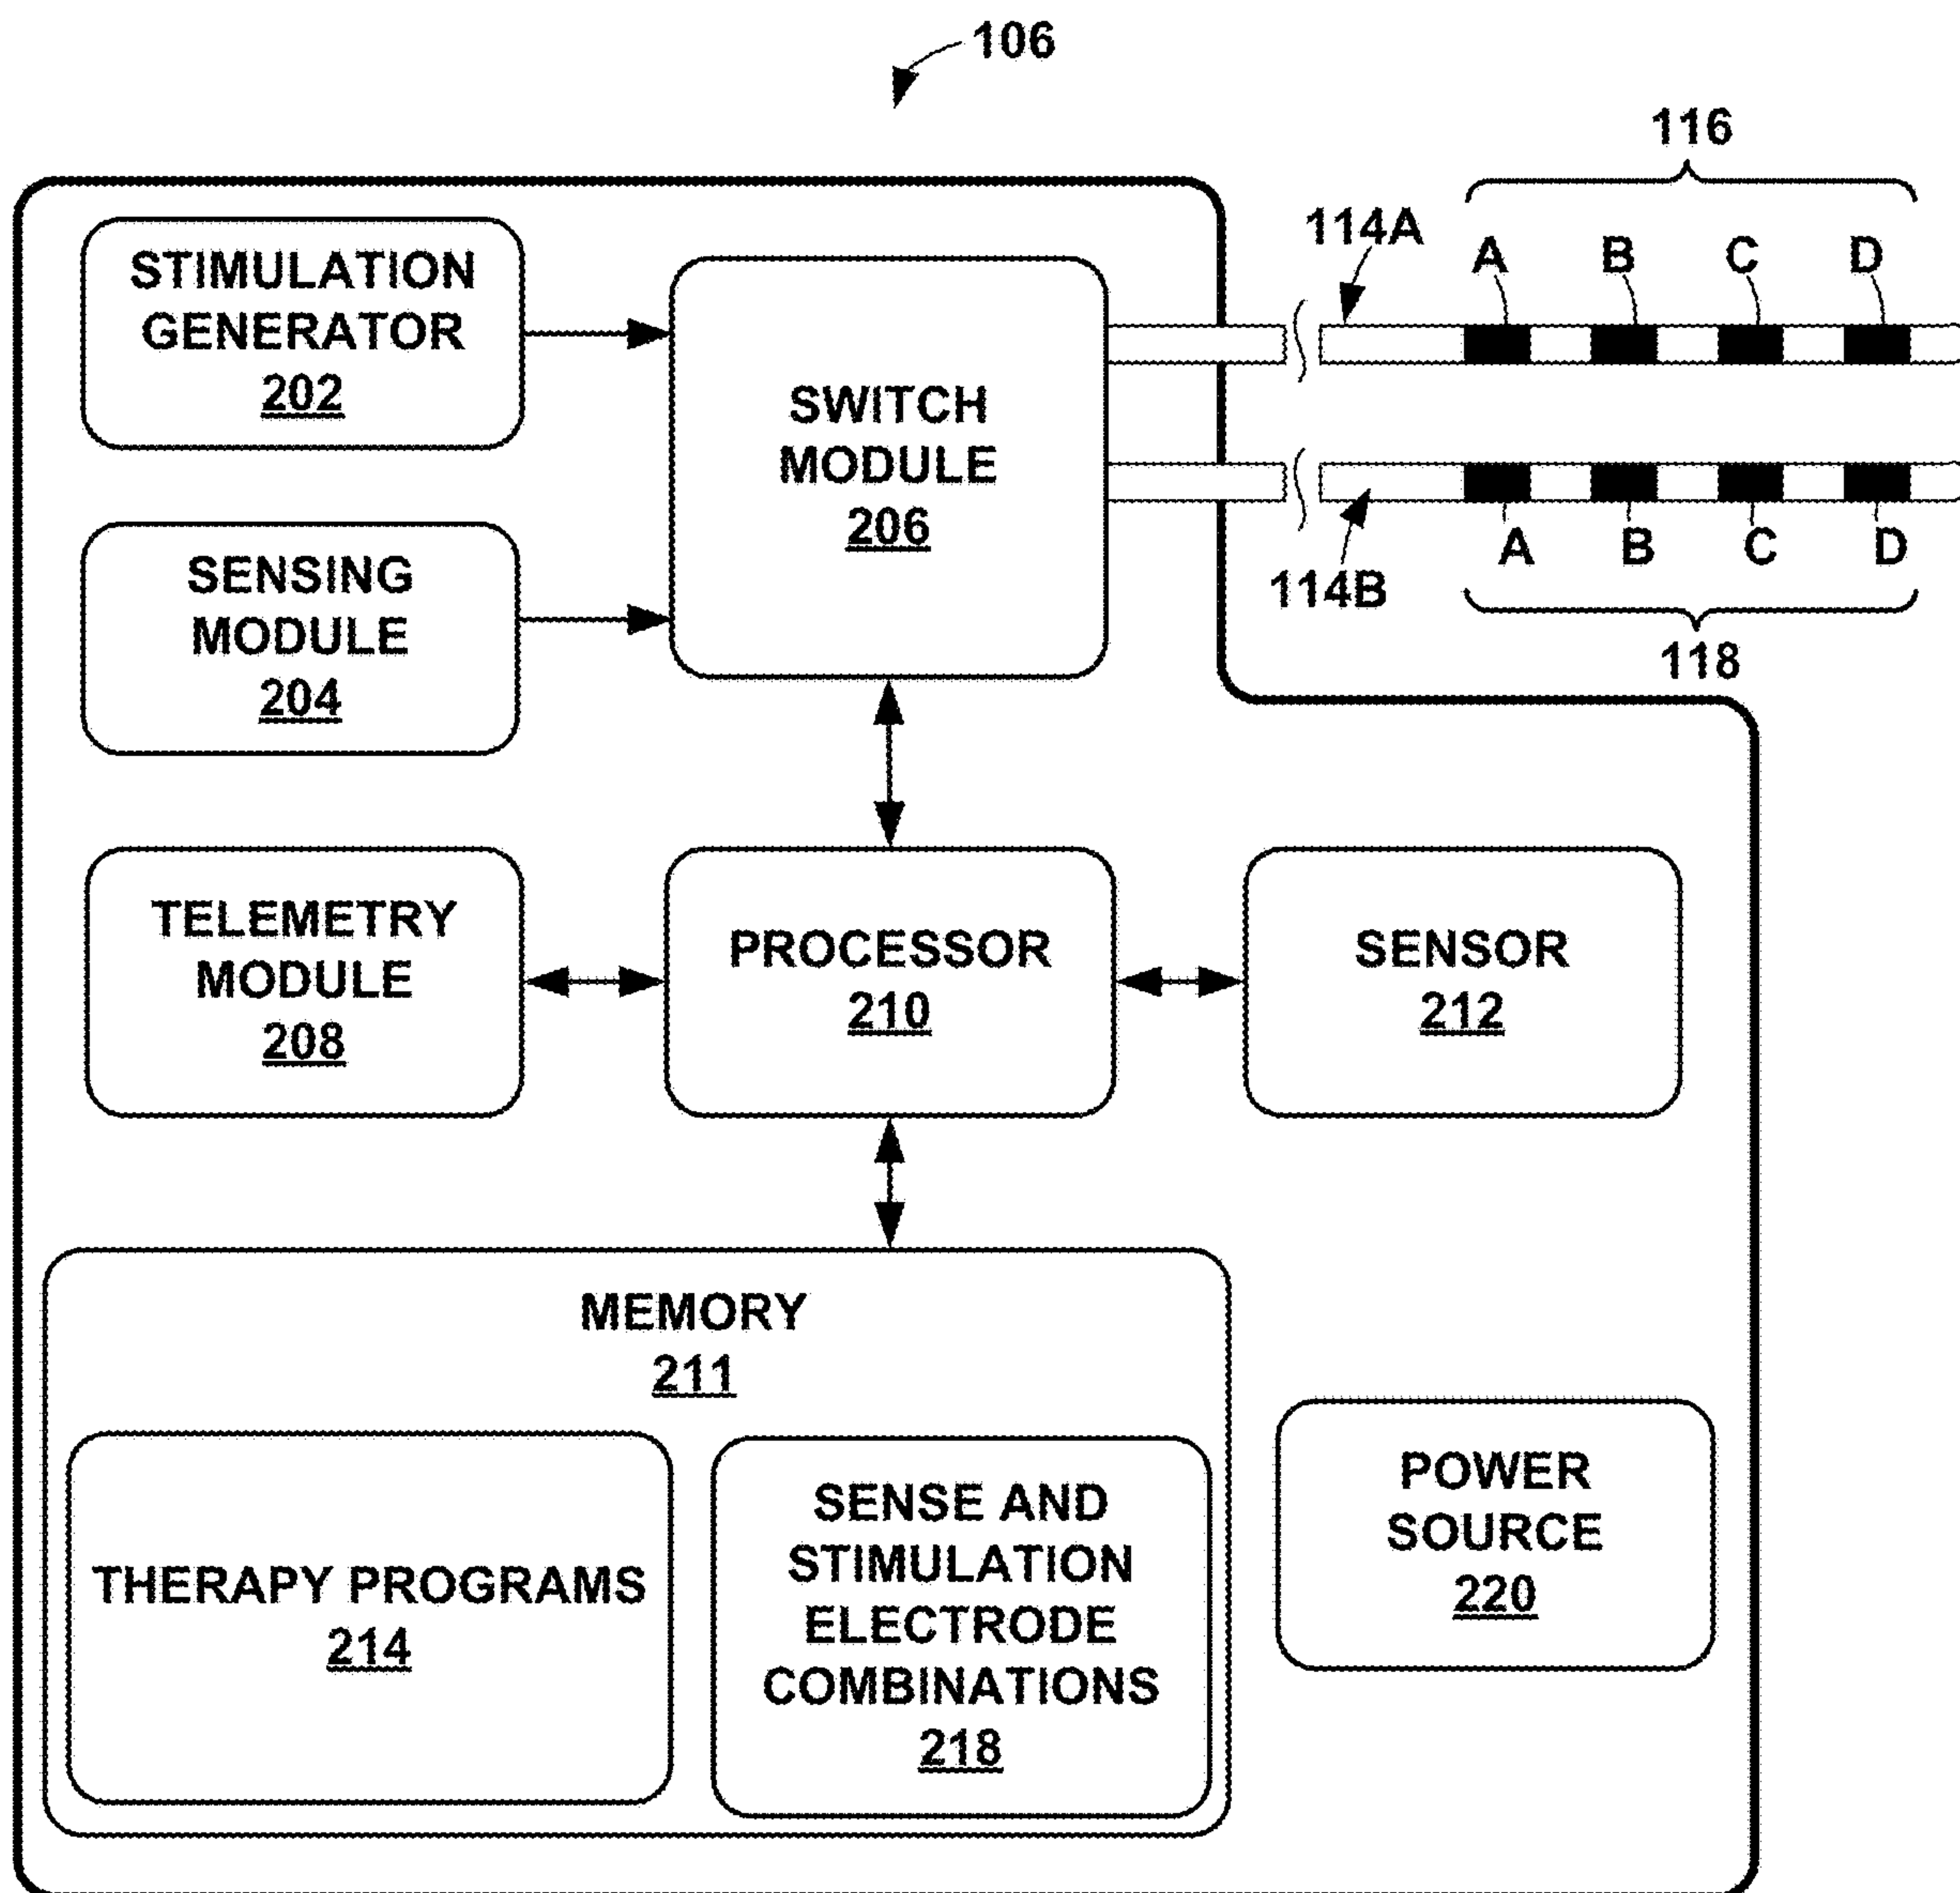 106
116
114A
A B C D
STIMULATION
GENERATOR
202
SWITCH
MODULE
206
A B C D
114B
118
SENSING
MODULE
204
TELEMETRY
MODULE
208
PROCESSOR
210
SENSOR
212
MEMORY
211
THERAPY PROGRAMS
214
SENSE AND
STIMULATION
ELECTRODE
COMBINATIONS
218
POWER
SOURCE
220